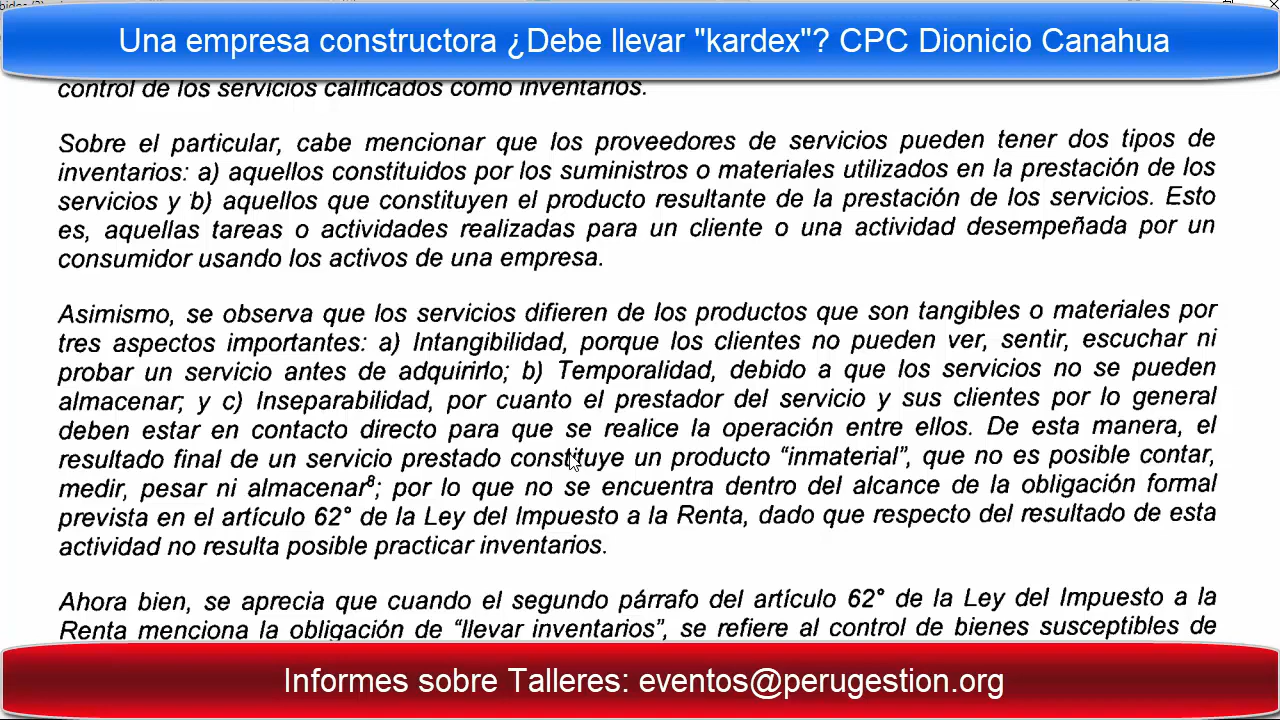 Una empresa constructora ¿Debe llevar "kardex"? CPC Dionicio Canahua
control de los servicios calificados como inventarios.
Sobre el particular, cabe mencionar que los proveedores de servicios pueden tener dos tipos de
inventarios: a) aquellos constituidos por los suministros o materiales utilizados en la prestación de los
servicios y b) aquellos que constituyen el producto resultante de la prestación de los servicios. Esto
es, aquellas tareas o actividades realizadas para un cliente o una actividad desempeñada por un
consumidor usando los activos de una empresa.
Asimismo, se observa que los servicios difieren de los productos que son tangibles o materiales por
tres aspectos importantes: a) Intangibilidad, porque los clientes no pueden ver, sentir, escuchar ni
probar un servicio antes de adquirirlo; b) Temporalidad, debido a que los servicios no se pueden
almacenar; y c) Inseparabilidad, por cuanto el prestador del servicio y sus clientes por lo general
deben estar en contacto directo para que se realice la operación entre ellos. De esta manera, el
resultado final de un servicio prestado constituye un producto “inmaterial”, que no es posible contar,
medir, pesar ni almacenar⁸; por lo que no se encuentra dentro del alcance de la obligación formal
prevista en el artículo 62° de la Ley del Impuesto a la Renta, dado que respecto del resultado de esta
actividad no resulta posible practicar inventarios.
Ahora bien, se aprecia que cuando el segundo párrafo del artículo 62° de la Ley del Impuesto a la
Renta menciona la obligación de “llevar inventarios”, se refiere al control de bienes susceptibles de
Informes sobre Talleres: eventos@perugestion.org